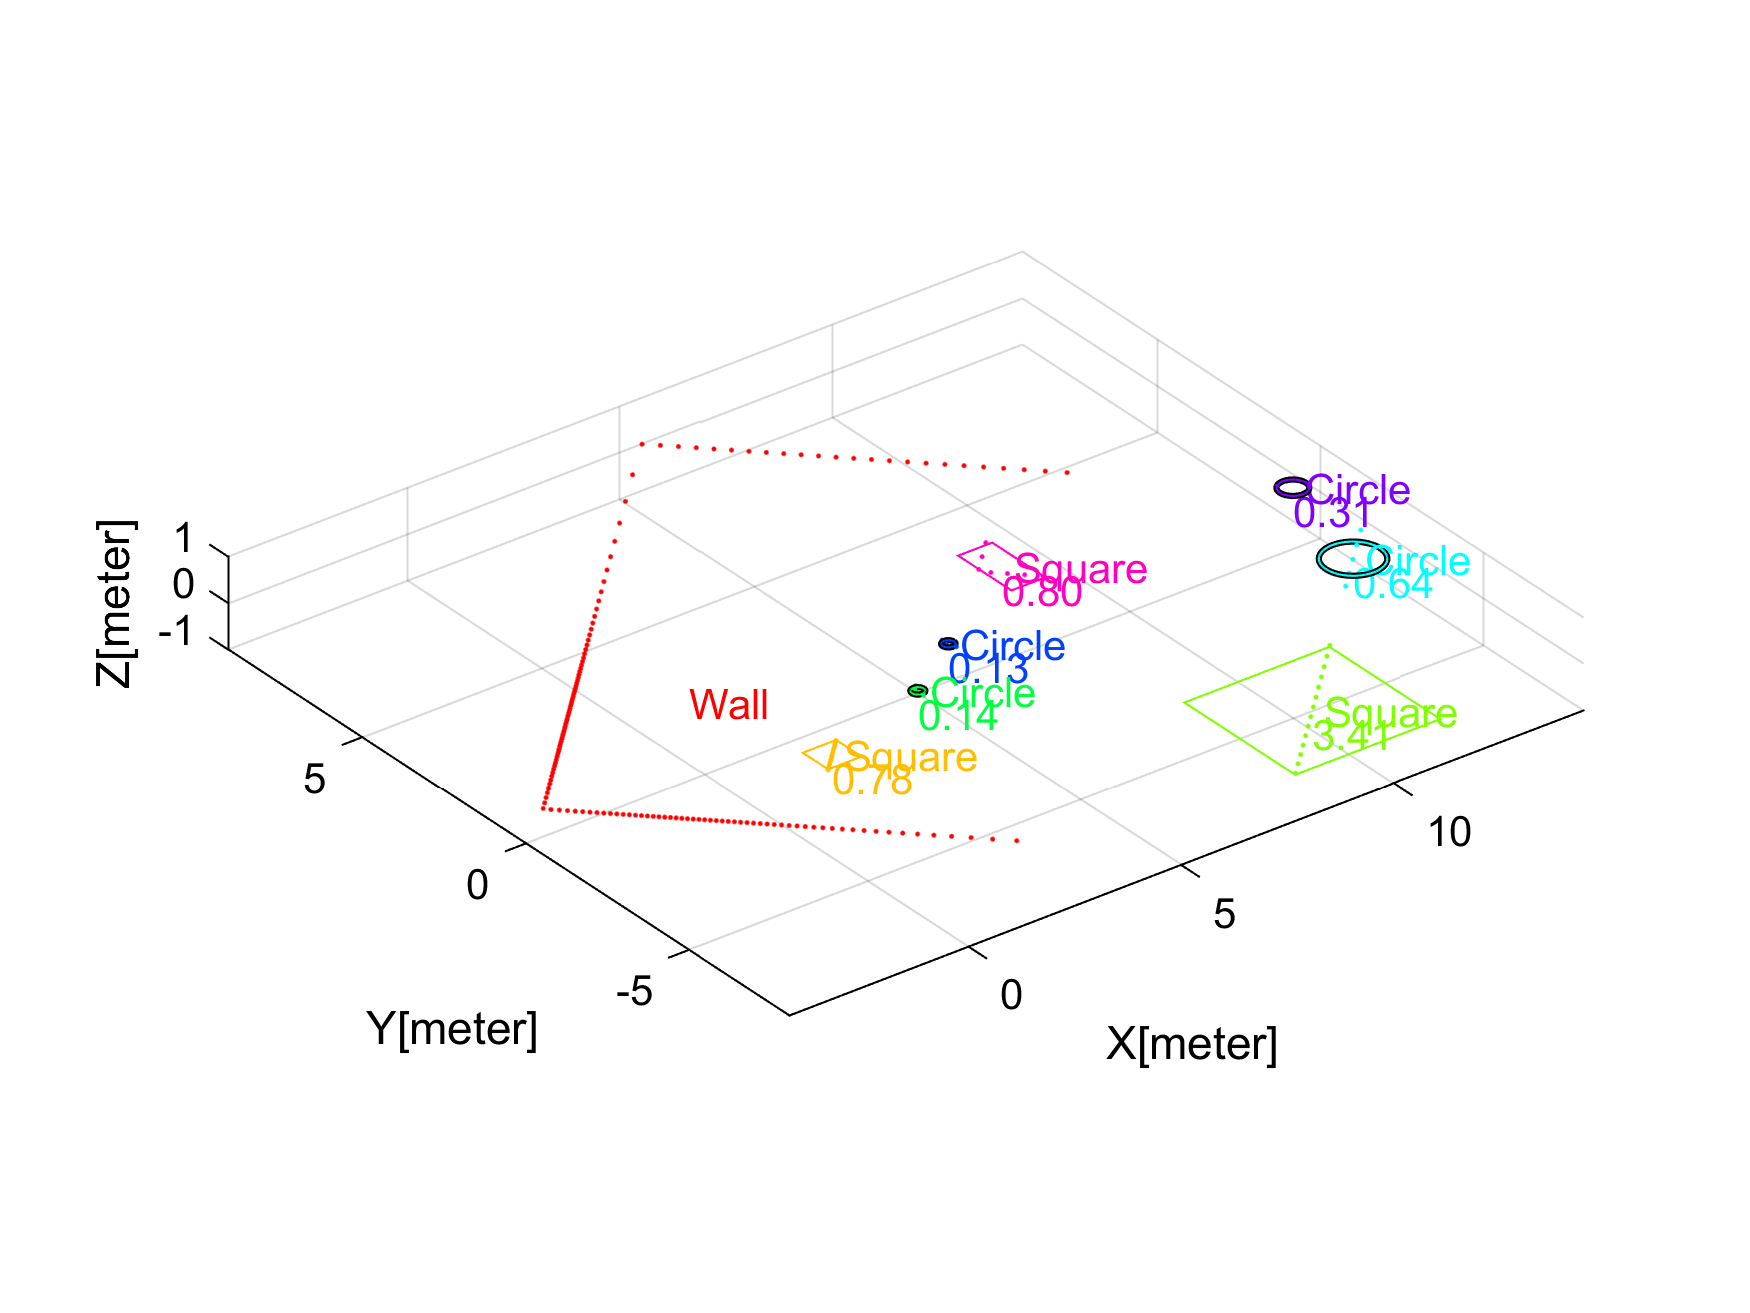 Circle
0.31
1
0
-1
Z[meter]
Circle
0.64
Square
0.80
Circle
0.13
Circle
0.14
Wall
Square
3.41
Square
0.78
5
0
-5
Y[meter]
10
5
0
X[meter]